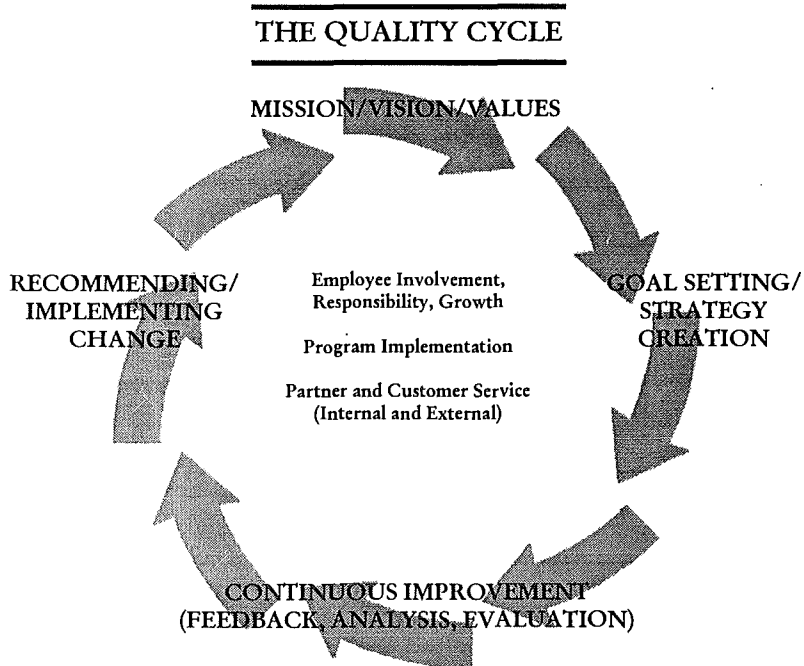 THE QUALITY CYCLE
MISSION/VISION/VALUES
RECOMMENDING/
IMPLEMENTING
CHANGE
Employee Involvement,
Responsibility, Growth
Program Implementation
Partner and Customer Service
(Internal and External)
GOAL SETTING/
STRATEGY
CREATION
CONTINUOUS IMPROVEMENT
(FEEDBACK, ANALYSIS, EVALUATION)